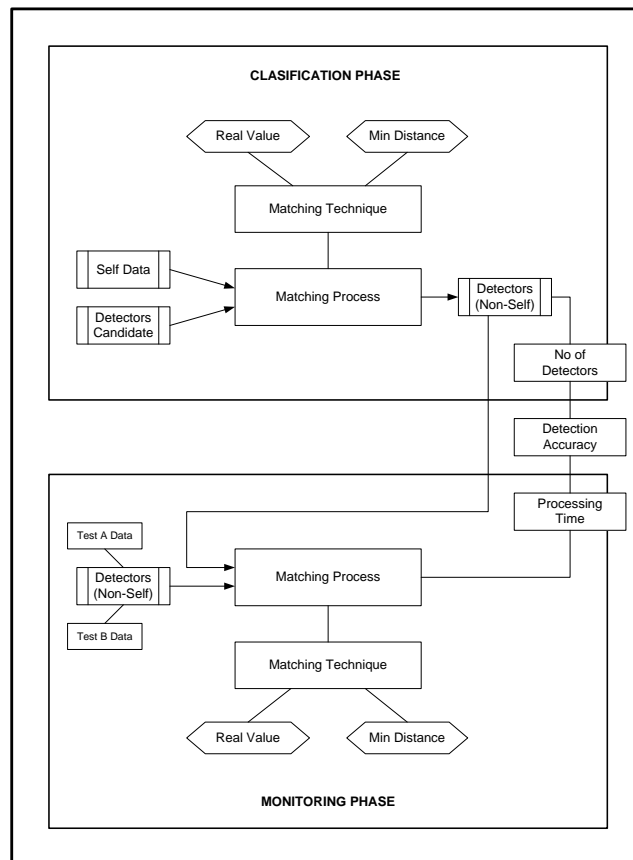 CLASIFICATION PHASE
Real Value
Min Distance
Matching Technique
Self Data
Matching Process
Detectors
(Non-Self)
Detectors
Candidate
No of
Detectors
Detection
Accuracy
Processing
Time
Test A Data
Detectors
(Non-Self)
Matching Process
Test B Data
Matching Technique
Real Value
Min Distance
MONITORING PHASE